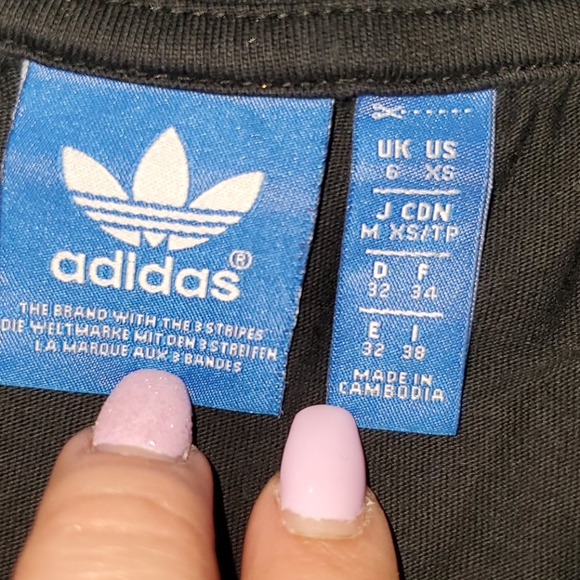 adidas®
THE BRAND WITH THE 3 STRIPES
DIE WELTMARKE MIT DEN 3 STREIFEN
LA MARQUE AUX 3 BANDES
UK US
6 XS
J CDN
M XS/TP
D F
32 34
E I
32 38
MADE IN
CAMBODIA